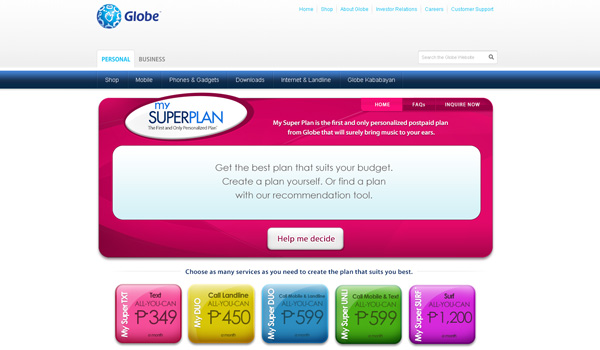 Globe
Home Shop About Globe Investor Relations Careers Customer Support
PERSONAL BUSINESS
Search the Globe Website
Shop Mobile Phones & Gadgets Downloads Internet & Landline Globe Kababayan
my
SUPERPLAN
The First and Only Personalized Plan
HOME FAQs INQUIRE NOW
My Super Plan is the first and only personalized postpaid plan
from Globe that will surely bring music to your ears.
Get the best plan that suits your budget.
Create a plan yourself. Or find a plan
with our recommendation tool.
Help me decide
Choose as many services as you need to create the plan that suits you best.
My Super TXT
Text
ALL-YOU-CAN
₱349
My DUO
Call Landline
ALL-YOU-CAN
₱450
My Super DUO
Call Mobile & Landline
ALL-YOU-CAN
₱599
My Super UNLI
Call Mobile & Text
ALL-YOU-CAN
₱599
My Super SURF
Surf
ALL-YOU-CAN
₱1,200